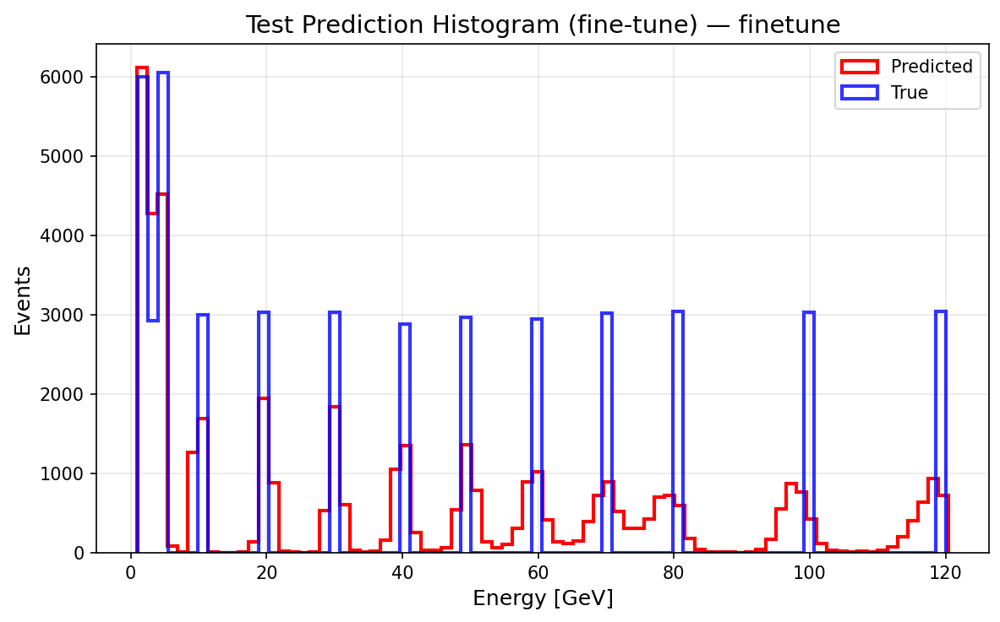 Test Prediction Histogram (fine-tune) — finetune
Predicted
True
Events
6000
5000
4000
3000
2000
1000
0
0 20 40 60 80 100 120
Energy [GeV]